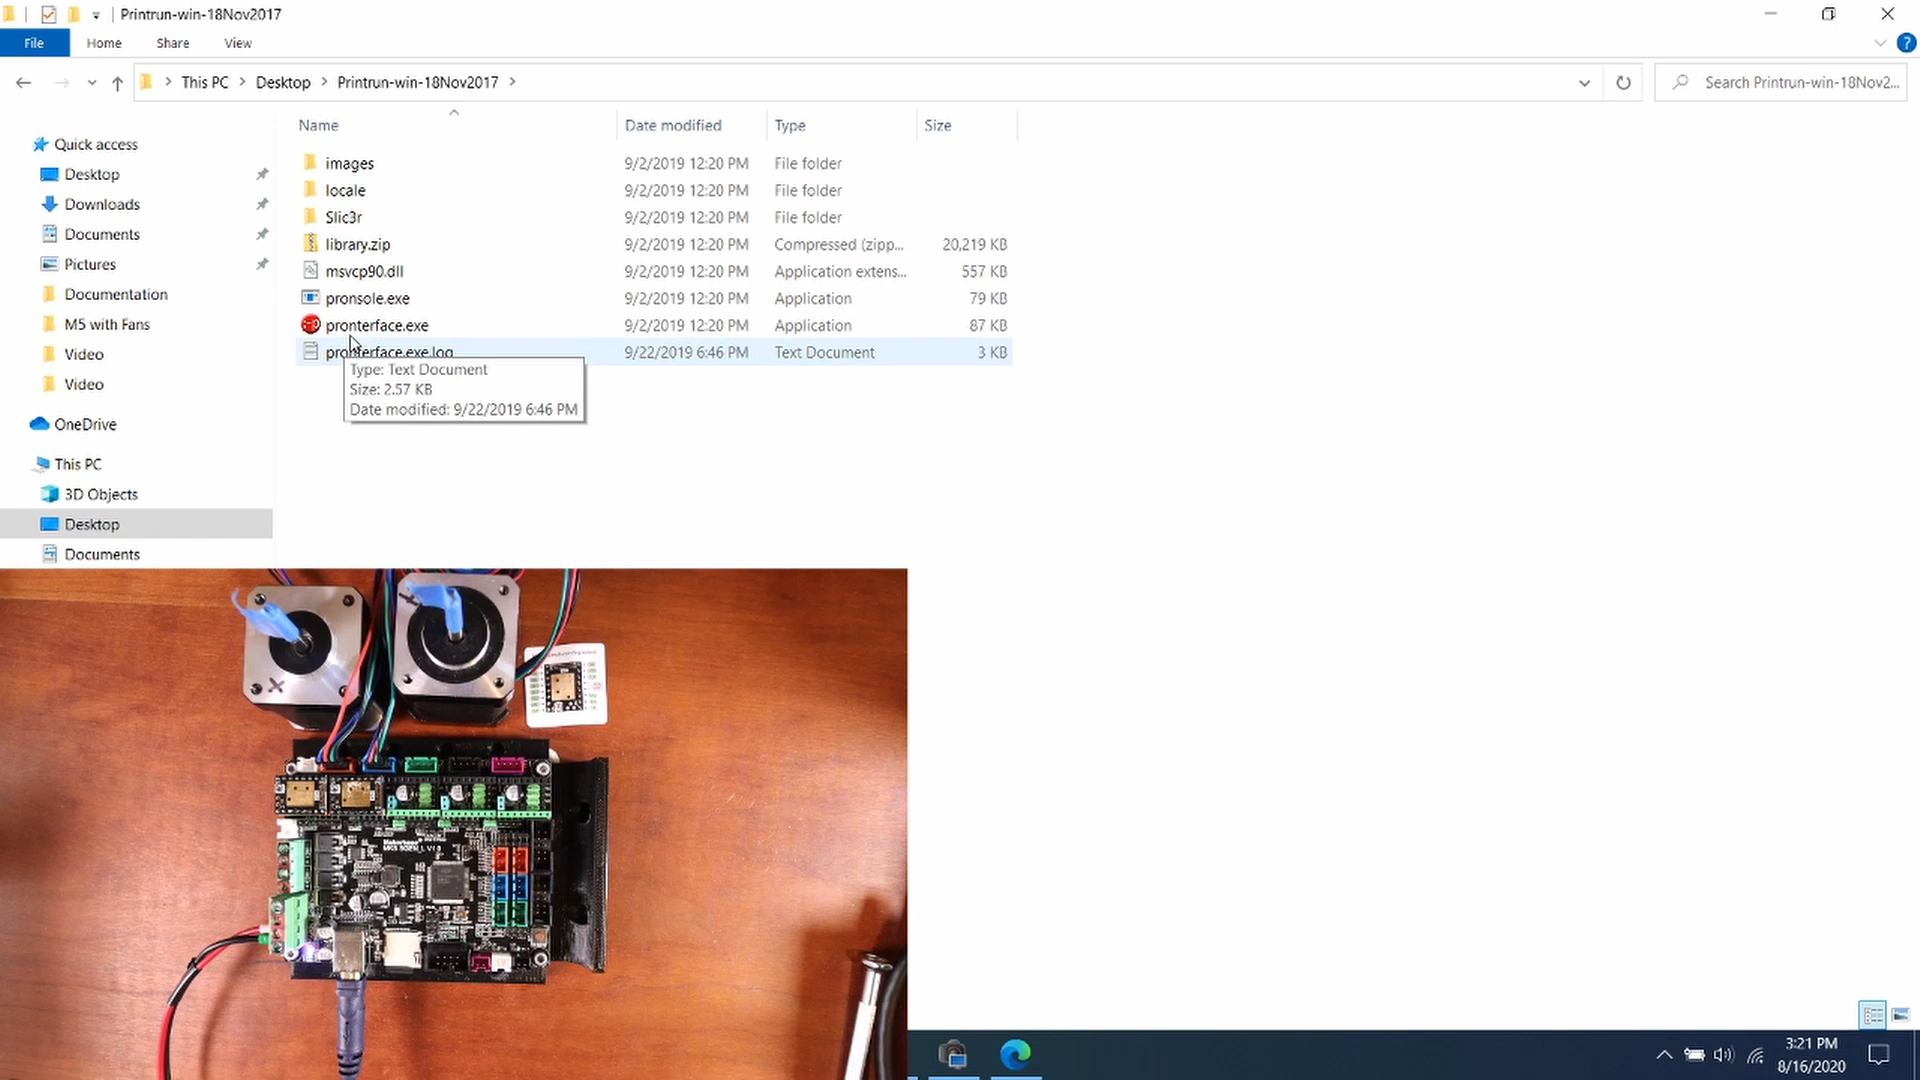 Printrun-win-18Nov2017
File Home Share View
This PC Desktop Printrun-win-18Nov2017
Search Printrun-win-18Nov2...
Name Date modified Type Size
Quick access
Desktop
Downloads
Documents
Pictures
Documentation
M5 with Fans
Video
Video
OneDrive
This PC
3D Objects
Desktop
Documents
images 9/2/2019 12:20 PM File folder
locale 9/2/2019 12:20 PM File folder
Slic3r 9/2/2019 12:20 PM File folder
library.zip 9/2/2019 12:20 PM Compressed (zipp... 20,219 KB
msvcp90.dll 9/2/2019 12:20 PM Application extens... 557 KB
pronsole.exe 9/2/2019 12:20 PM Application 79 KB
pronterface.exe 9/2/2019 12:20 PM Application 87 KB
pronterface.exe.log 9/22/2019 6:46 PM Text Document 3 KB
Type: Text Document
Size: 2.57 KB
Date modified: 9/22/2019 6:46 PM
Makerbase
MKS SGEN_L V1.0
3:21 PM
8/16/2020